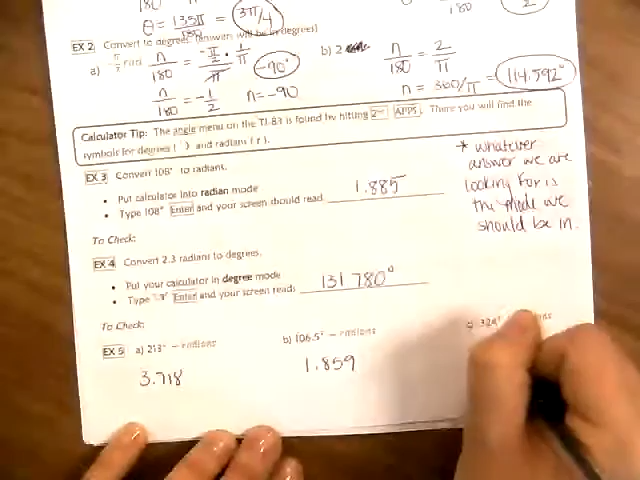 180
π
θ = 135π/180 = 3π/4
180
2
EX 2 Convert to degrees. (answers will be in degrees)
a) -π/2 rad n/180 = -π/2 · 1/π / π -90°
n/180 = -1/2 n = -90
b) 2 n/180 = 2/π
n = 360/π = 114.592°
Calculator Tip: The angle menu on the TI-83 is found by hitting 2nd APPS. There you will find the
symbols for degrees (°) and radians (r).
EX 3 Convert 108° to radians.
• Put calculator into radian mode
• Type 108° Enter and your screen should read 1.885
* whatever
answer we are
looking for is
the mode we
should be in.
To Check:
EX 4 Convert 2.3 radians to degrees.
• Put your calculator in degree mode
• Type Enter and your screen reads 131.780°
To Check:
EX 5 a) 213° – radians b) 106.5° – radians c) 324°
3.718 1.859